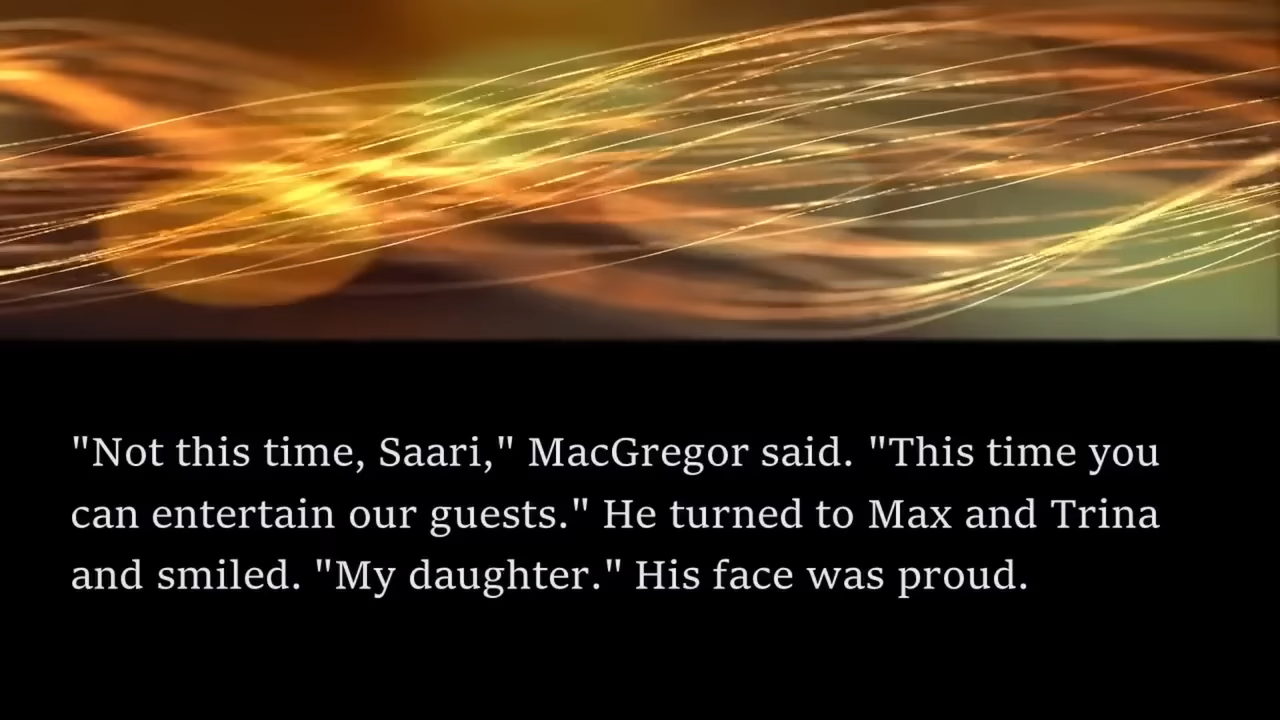 "Not this time, Saari," MacGregor said. "This time you
can entertain our guests." He turned to Max and Trina
and smiled. "My daughter." His face was proud.